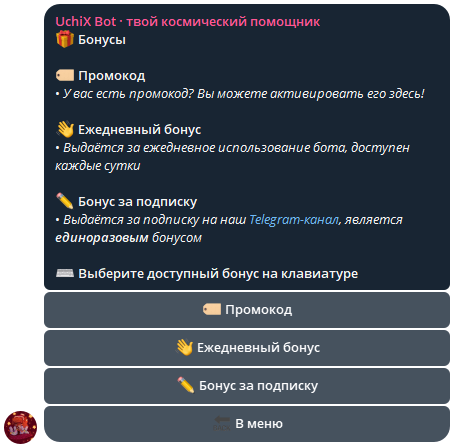 UchiX Bot · твой космический помощник
🎁 Бонусы
🏷️ Промокод
• У вас есть промокод? Вы можете активировать его здесь!
👋 Ежедневный бонус
• Выдаётся за ежедневное использование бота, доступен
каждые сутки
✏️ Бонус за подписку
• Выдаётся за подписку на наш Telegram-канал, является
единоразовым бонусом
⌨️ Выберите доступный бонус на клавиатуре
🏷️ Промокод
👋 Ежедневный бонус
✏️ Бонус за подписку
🔙 В меню